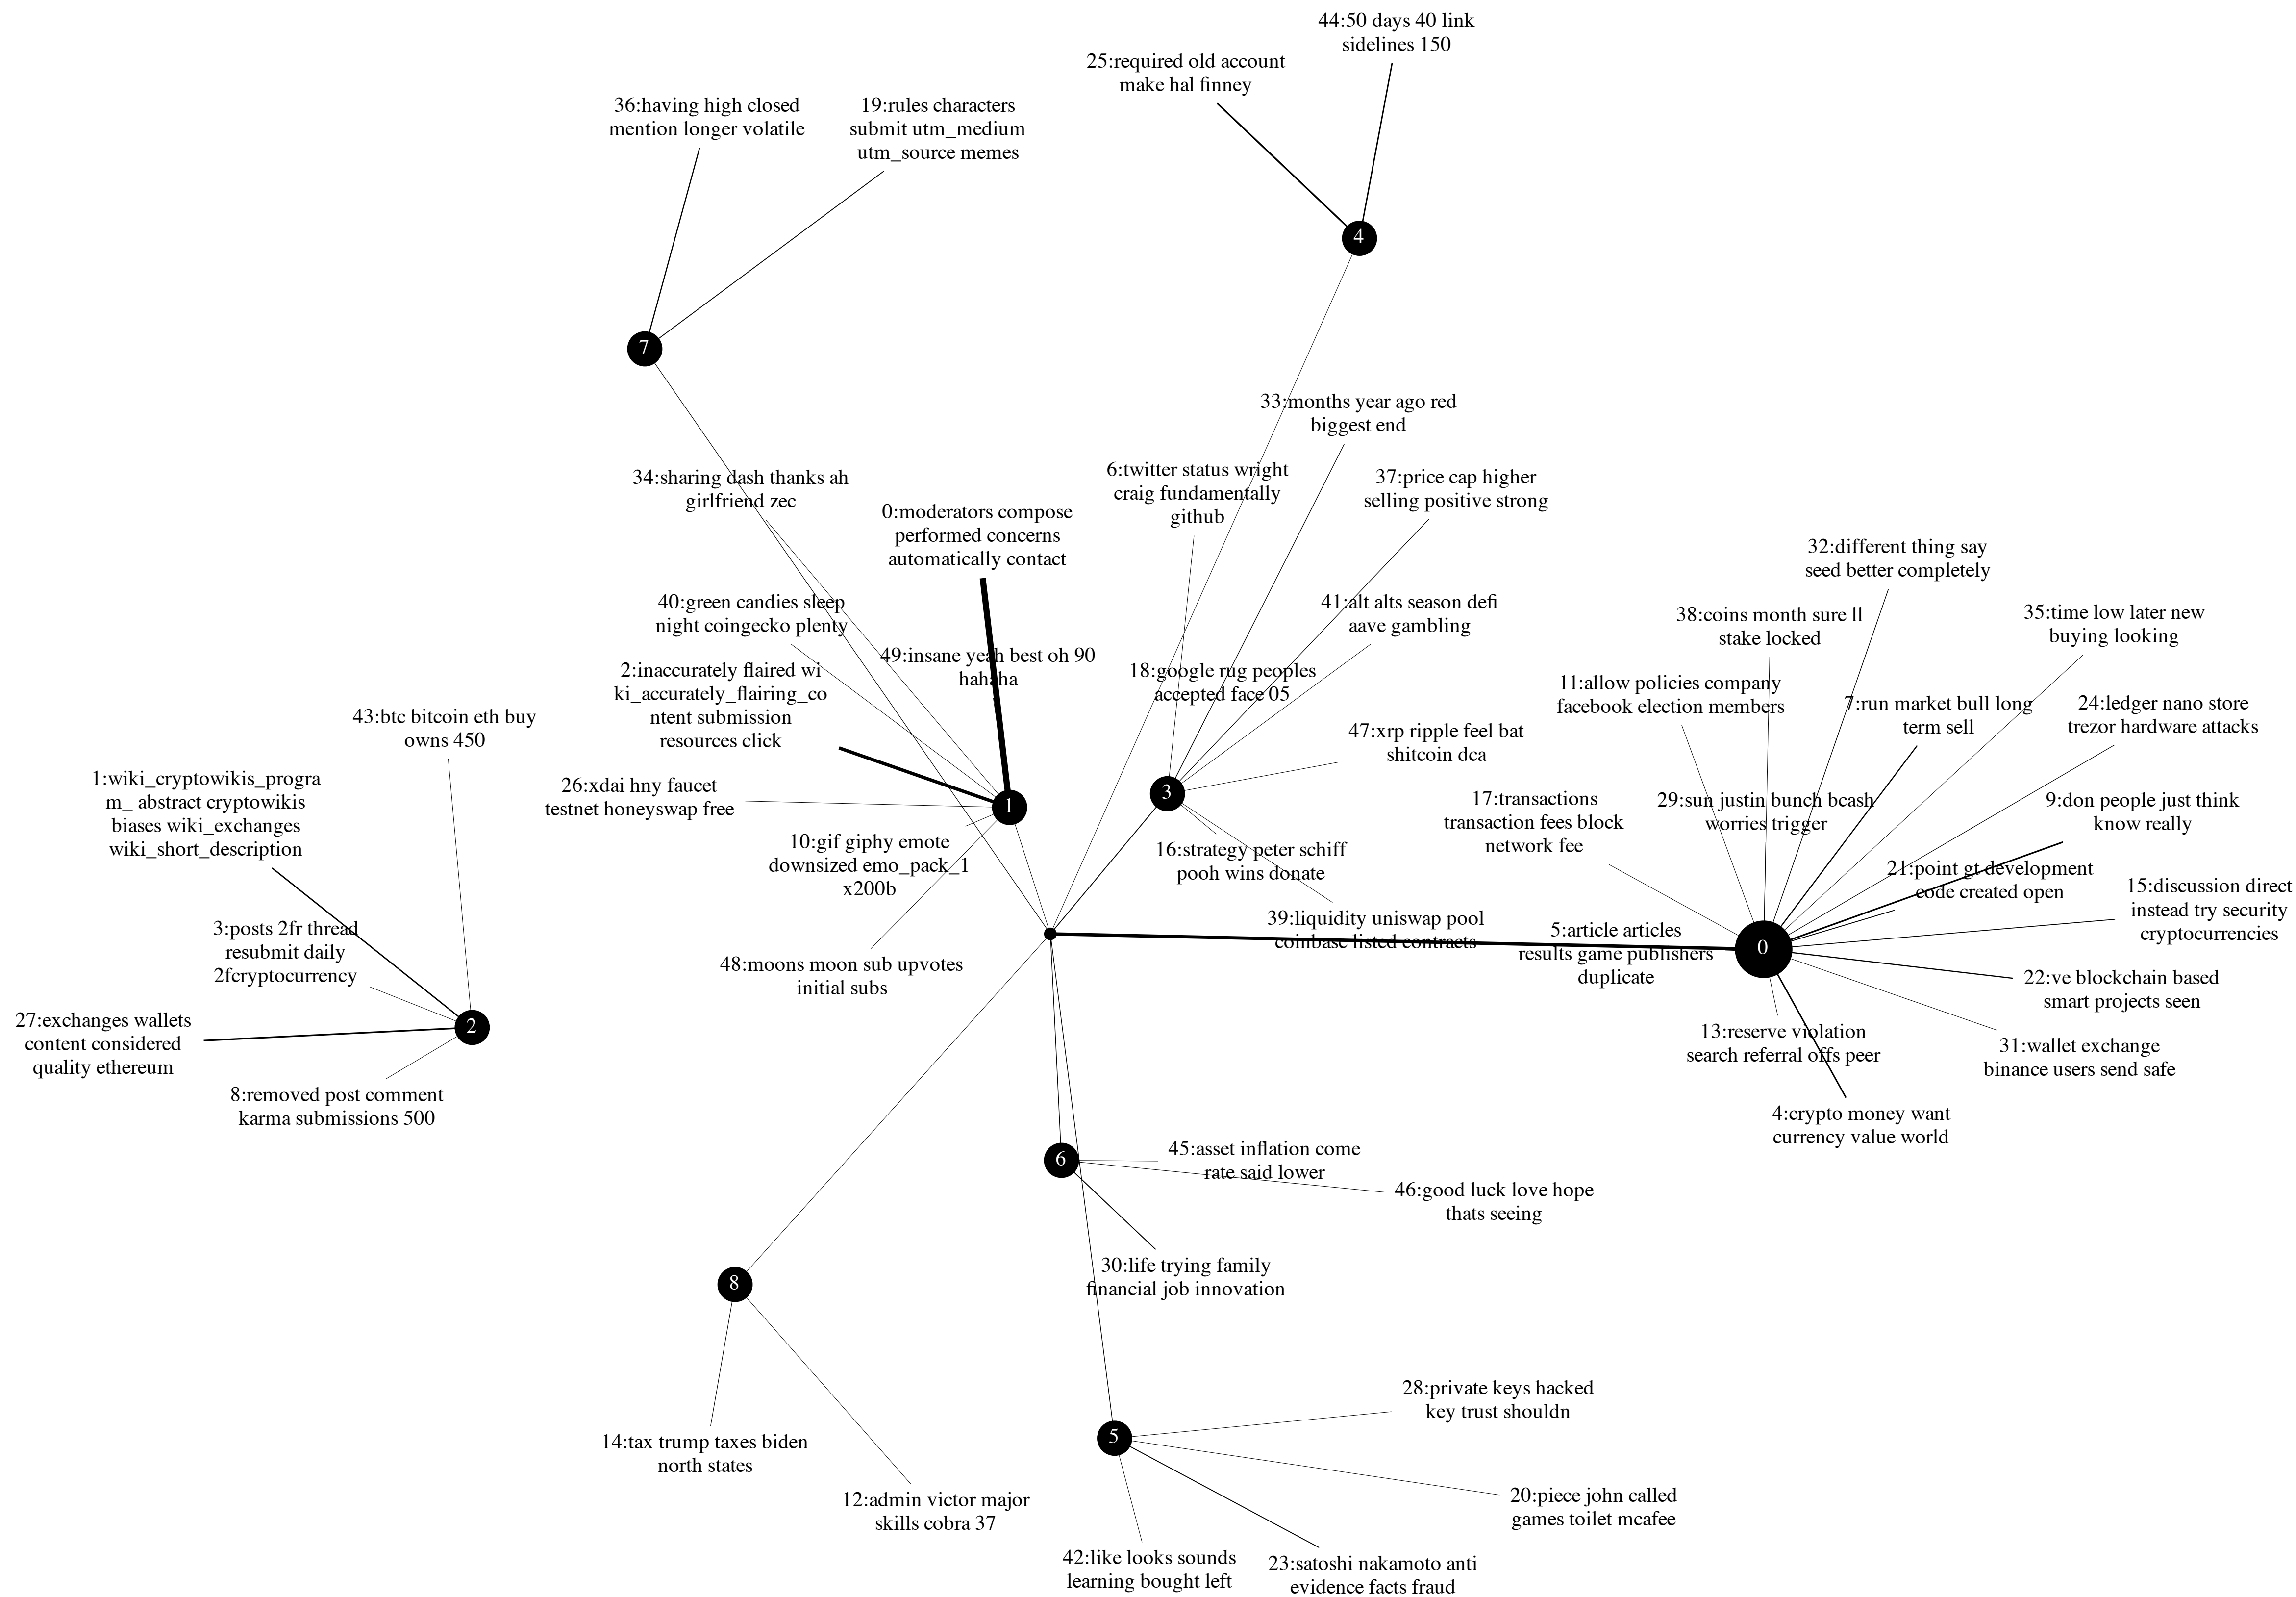 44:50 days 40 link
sidelines 150
25:required old account
make hal finney
36:having high closed
mention longer volatile
19:rules characters
submit utm_medium
utm_source memes
4
7
33:months year ago red
biggest end
34:sharing dash thanks ah
girlfriend zec
6:twitter status wright
craig fundamentally
github
37:price cap higher
selling positive strong
0:moderators compose
performed concerns
automatically contact
32:different thing say
seed better completely
40:green candies sleep
night coingecko plenty
41:alt alts season defi
aave gambling
38:coins month sure ll
stake locked
35:time low later new
buying looking
49:insane yeah best oh 90
hahaha
2:inaccurately flaired wi
ki_accurately_flairing_co
ntent submission
resources click
18:google rug peoples
accepted face 05
11:allow policies company
facebook election members
7:run market bull long
term sell
24:ledger nano store
trezor hardware attacks
43:btc bitcoin eth buy
owns 450
47:xrp ripple feel bat
shitcoin dca
1:wiki_cryptowikis_progra
m_ abstract cryptowikis
biases wiki_exchanges
wiki_short_description
26:xdai hny faucet
testnet honeyswap free
1
3
17:transactions
transaction fees block
network fee
29:sun justin bunch bcash
worries trigger
9:don people just think
know really
10:gif giphy emote
downsized emo_pack_1
x200b
16:strategy peter schiff
pooh wins donate
21:point gt development
code created open
15:discussion direct
instead try security
cryptocurrencies
3:posts 2fr thread
resubmit daily
2fcryptocurrency
39:liquidity uniswap pool
coinbase listed contracts
5:article articles
results game publishers
duplicate
0
48:moons moon sub upvotes
initial subs
22:ve blockchain based
smart projects seen
27:exchanges wallets
content considered
quality ethereum
2
13:reserve violation
search referral offs peer
31:wallet exchange
binance users send safe
8:removed post comment
karma submissions 500
4:crypto money want
currency value world
6
45:asset inflation come
rate said lower
46:good luck love hope
thats seeing
30:life trying family
financial job innovation
8
28:private keys hacked
key trust shouldn
14:tax trump taxes biden
north states
5
12:admin victor major
skills cobra 37
20:piece john called
games toilet mcafee
42:like looks sounds
learning bought left
23:satoshi nakamoto anti
evidence facts fraud